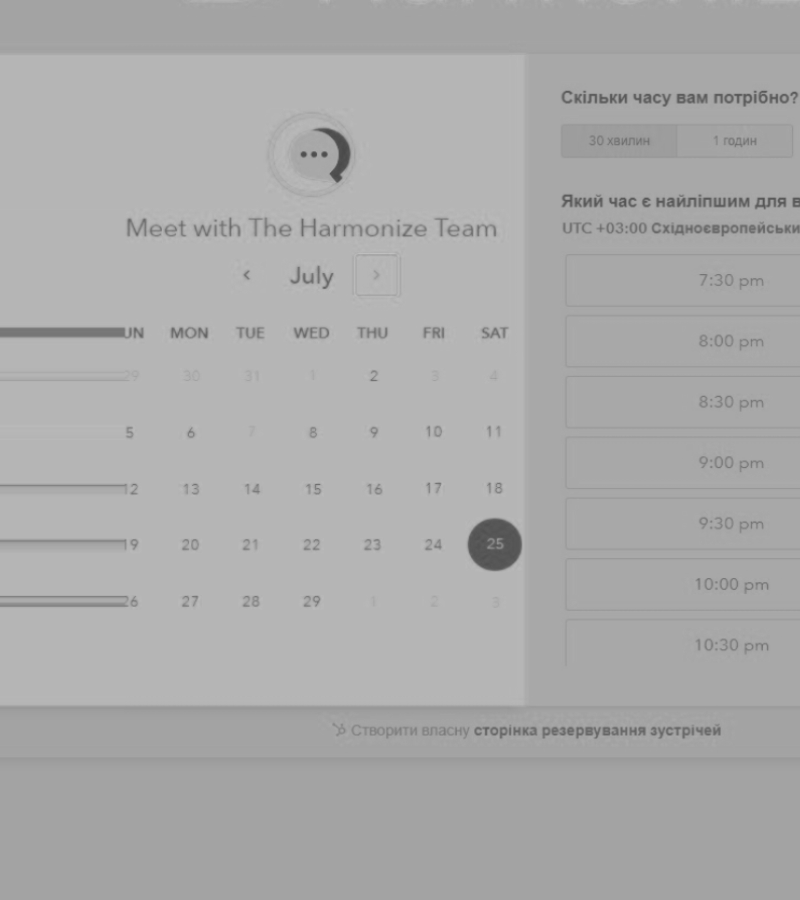 Meet with The Harmonize Team
July
UN MON TUE WED THU FRI SAT
29 30 31 1 2 3 4
5 6 7 8 9 10 11
12 13 14 15 16 17 18
19 20 21 22 23 24 25
26 27 28 29 1 2 3
Скільки часу вам потрібно?
30 хвилин 1 годин
Який час є найліпшим для в
UTC +03:00 Східноєвропейськи
7:30 pm
8:00 pm
8:30 pm
9:00 pm
9:30 pm
10:00 pm
10:30 pm
Створити власну сторінка резервування зустрічей